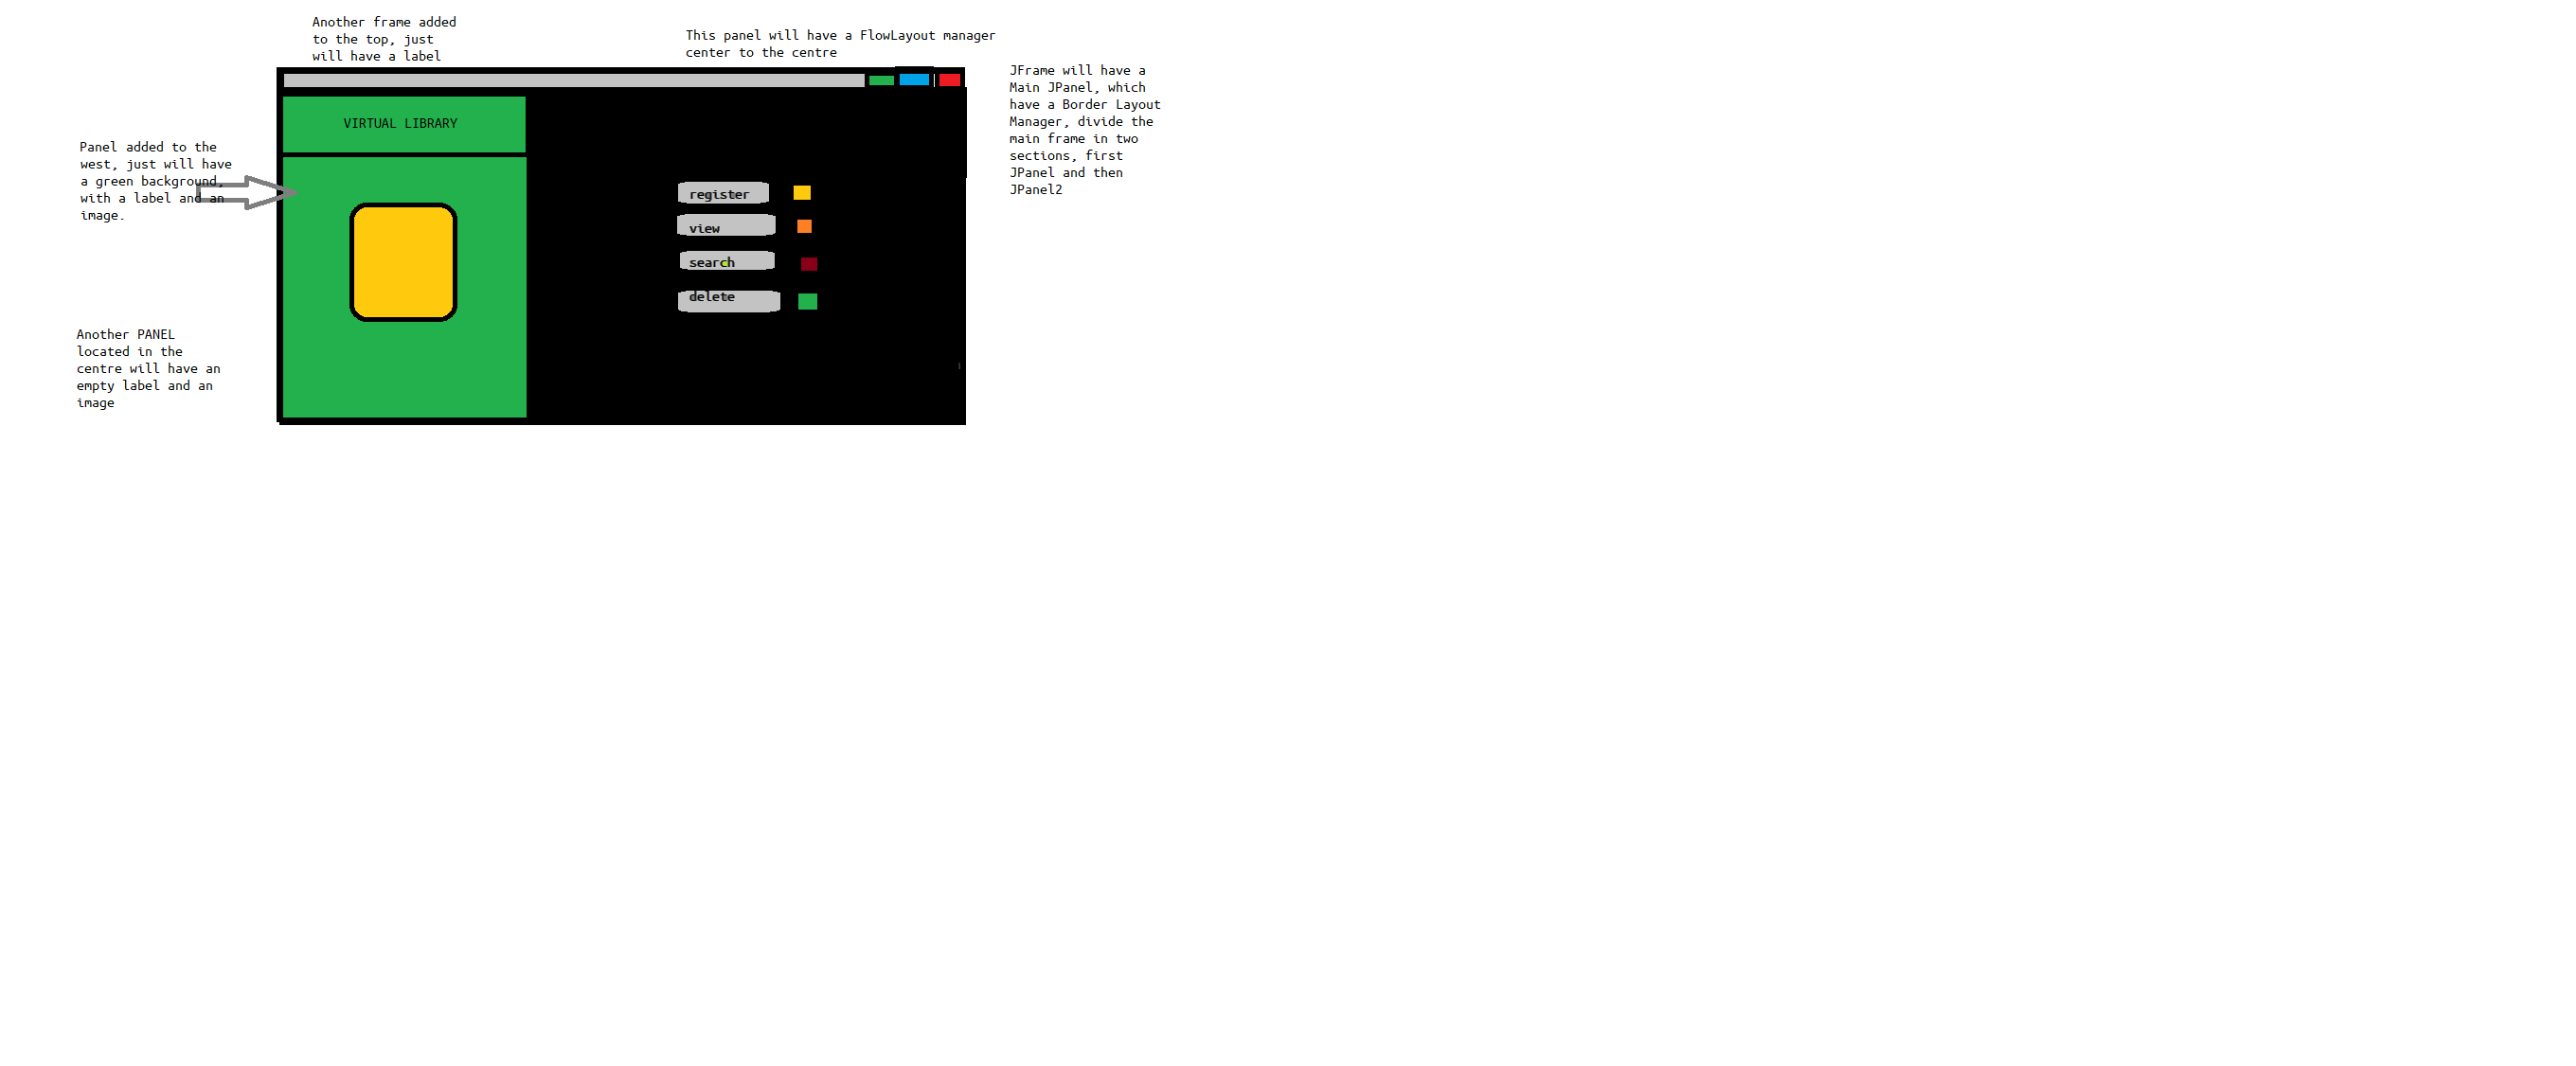 Another frame added
to the top, just
will have a label
This panel will have a FlowLayout manager
center to the centre
JFrame will have a
Main JPanel, which
have a Border Layout
Manager, divide the
main frame in two
sections, first
JPanel and then
JPanel2
VIRTUAL LIBRARY
Panel added to the
west, just will have
a green background,
with a label and an
image.
register
view
search
delete
Another PANEL
located in the
centre will have an
empty label and an
image